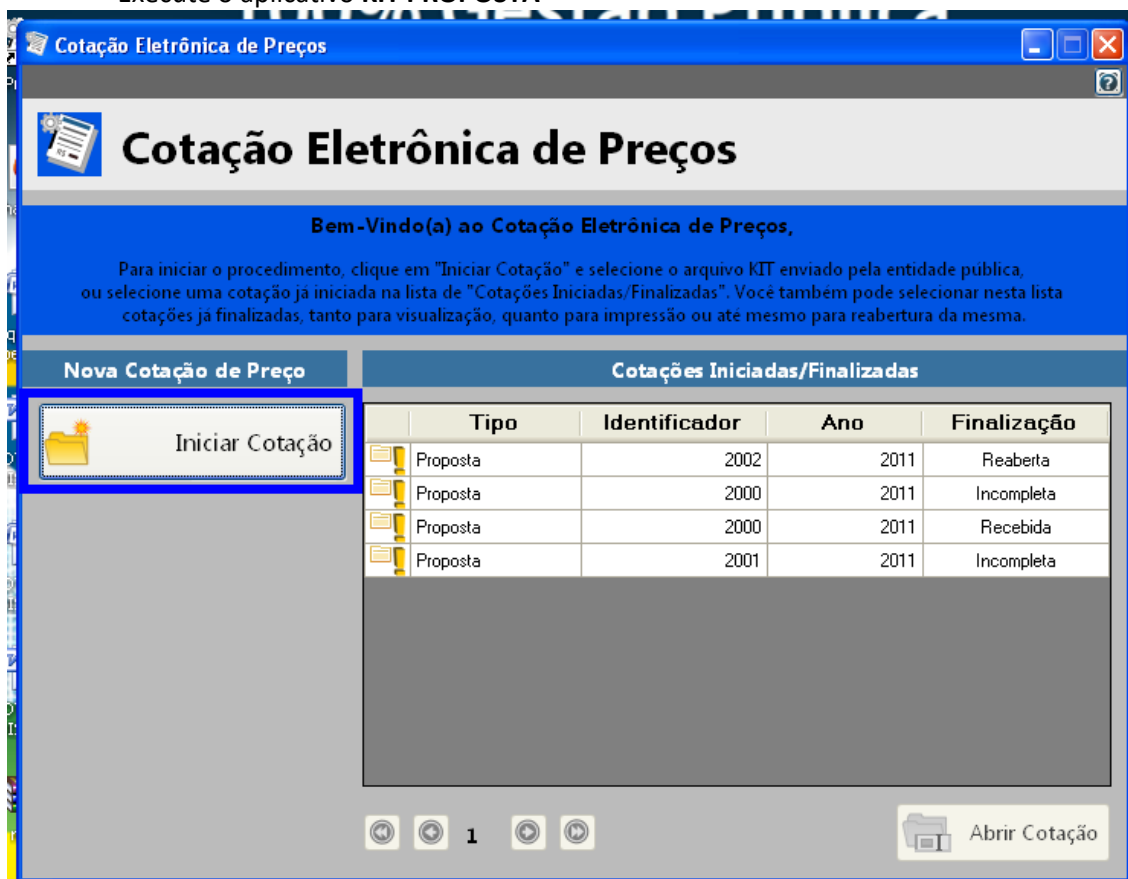 Execute o aplicativo
Cotação Eletrônica de Preços
Cotação Eletrônica de Preços
Bem-Vindo(a) ao Cotação Eletrônica de Preços,
Para iniciar o procedimento, clique em "Iniciar Cotação" e selecione o arquivo KIT enviado pela entidade pública,
ou selecione uma cotação já iniciada na lista de "Cotações Iniciadas/Finalizadas". Você também pode selecionar nesta lista
cotações já finalizadas, tanto para visualização, quanto para impressão ou até mesmo para reabertura da mesma.
Nova Cotação de Preço
Cotações Iniciadas/Finalizadas
Iniciar Cotação
Tipo Identificador Ano Finalização
Proposta 2002 2011 Reaberta
Proposta 2000 2011 Incompleta
Proposta 2000 2011 Recebida
Proposta 2001 2011 Incompleta
1
Abrir Cotação